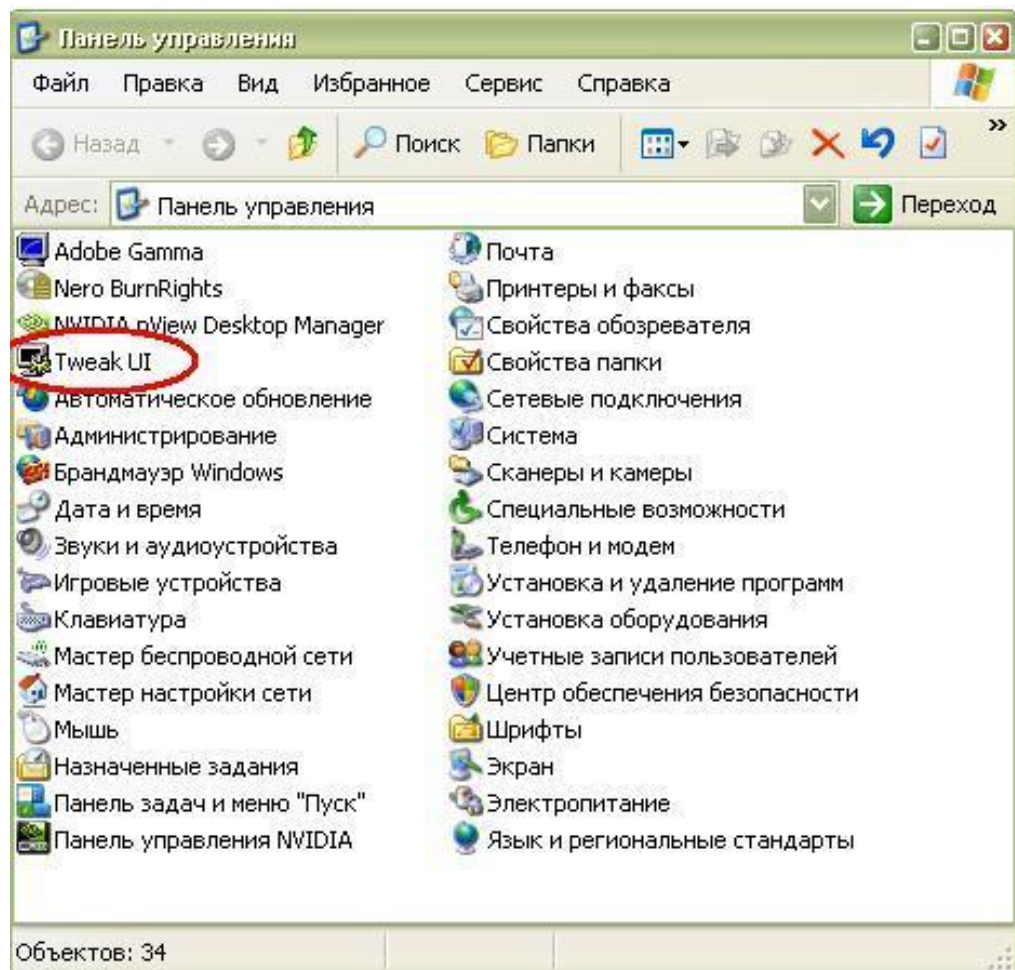 Панель управления
Файл Правка Вид Избранное Сервис Справка
Назад Поиск Папки »
Адрес: Панель управления Переход
Adobe Gamma
Nero BurnRights
NVIDIA nView Desktop Manager
Tweak UI
Автоматическое обновление
Администрирование
Брандмауэр Windows
Дата и время
Звуки и аудиоустройства
Игровые устройства
Клавиатура
Мастер беспроводной сети
Мастер настройки сети
Мышь
Назначенные задания
Панель задач и меню "Пуск"
Панель управления NVIDIA
Почта
Принтеры и факсы
Свойства обозревателя
Свойства папки
Сетевые подключения
Система
Сканеры и камеры
Специальные возможности
Телефон и модем
Установка и удаление программ
Установка оборудования
Учетные записи пользователей
Центр обеспечения безопасности
Шрифты
Экран
Электропитание
Язык и региональные стандарты
Объектов: 34